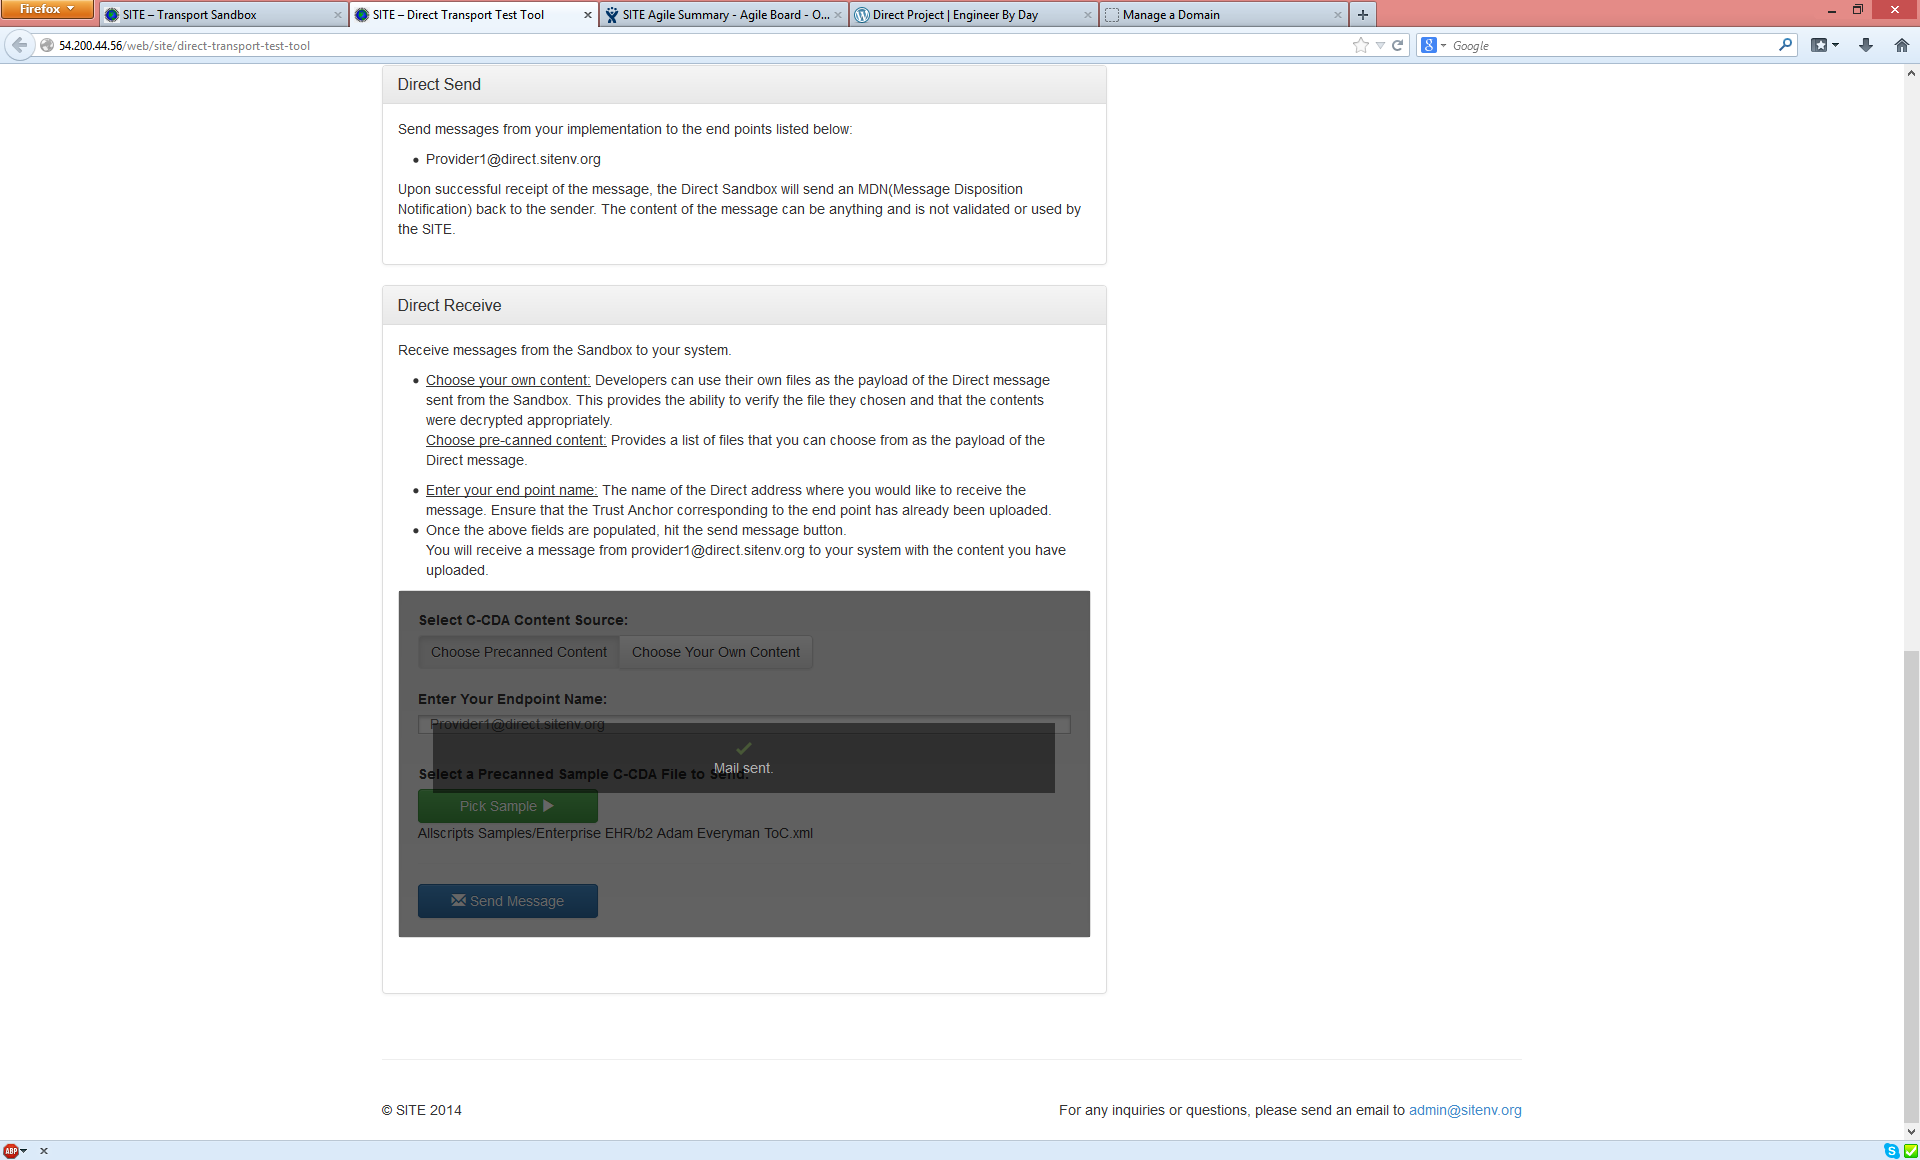 Firefox
SITE – Transport Sandbox
SITE – Direct Transport Test Tool
SITE Agile Summary - Agile Board - O...
Direct Project | Engineer By Day
Manage a Domain
54.200.44.56/web/site/direct-transport-test-tool
8
Google
Direct Send
Send messages from your implementation to the end points listed below:
Provider1@direct.sitenv.org
Upon successful receipt of the message, the Direct Sandbox will send an MDN(Message Disposition
Notification) back to the sender. The content of the message can be anything and is not validated or used by
the SITE.
Direct Receive
Receive messages from the Sandbox to your system.
Choose your own content: Developers can use their own files as the payload of the Direct message
sent from the Sandbox. This provides the ability to verify the file they chosen and that the contents
were decrypted appropriately.
Choose pre-canned content: Provides a list of files that you can choose from as the payload of the
Direct message.
Enter your end point name: The name of the Direct address where you would like to receive the
message. Ensure that the Trust Anchor corresponding to the end point has already been uploaded.
Once the above fields are populated, hit the send message button.
You will receive a message from provider1@direct.sitenv.org to your system with the content you have
uploaded.
Select C-CDA Content Source:
Choose Precanned Content
Choose Your Own Content
Enter Your Endpoint Name:
Provider1@direct.sitenv.org
Mail sent.
Select a Precanned Sample C-CDA File to Send:
Pick Sample
Allscripts Samples/Enterprise EHR/b2 Adam Everyman ToC.xml
Send Message
© SITE 2014
For any inquiries or questions, please send an email to admin@sitenv.org
ABP
S